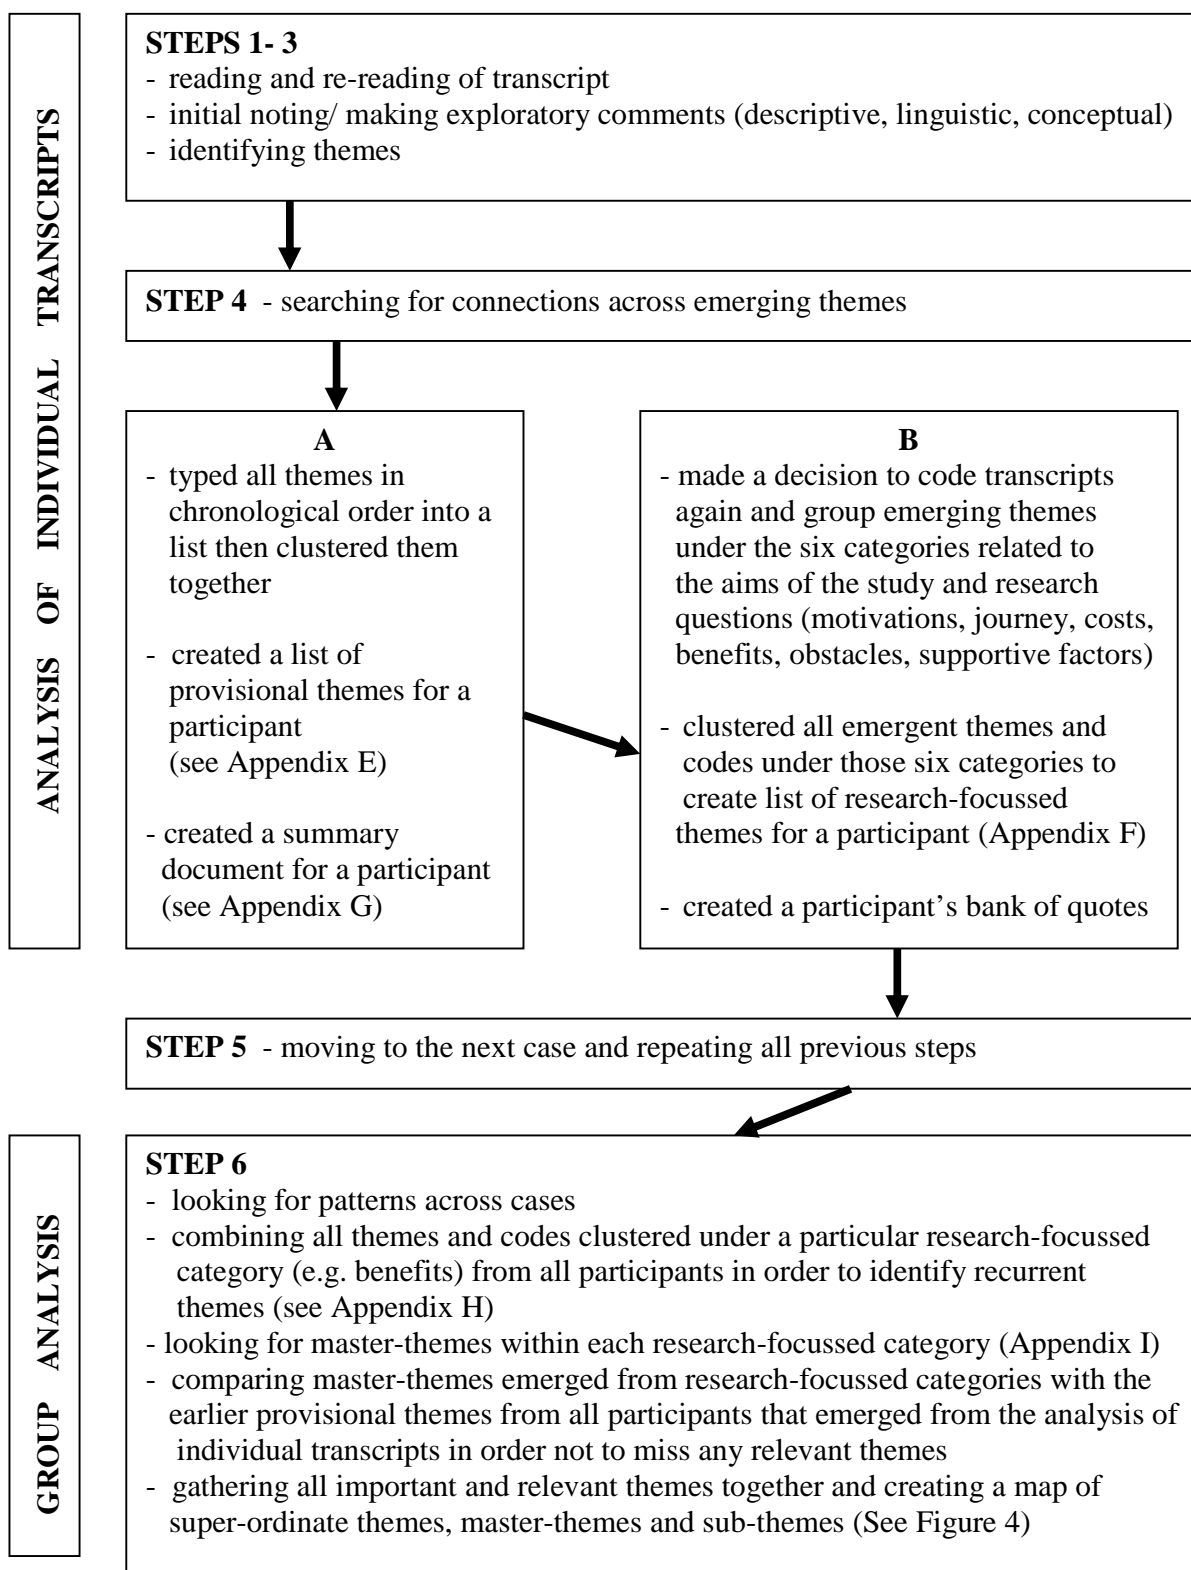 ANALYSIS OF INDIVIDUAL TRANSCRIPTS
STEPS 1- 3
- reading and re-reading of transcript
- initial noting/ making exploratory comments (descriptive, linguistic, conceptual)
- identifying themes
STEP 4 - searching for connections across emerging themes
A
- typed all themes in
chronological order into a
list then clustered them
together
- created a list of
provisional themes for a
participant
(see Appendix E)
- created a summary
document for a participant
(see Appendix G)
B
- made a decision to code transcripts
again and group emerging themes
under the six categories related to
the aims of the study and research
questions (motivations, journey, costs,
benefits, obstacles, supportive factors)
- clustered all emergent themes and
codes under those six categories to
create list of research-focussed
themes for a participant (Appendix F)
- created a participant’s bank of quotes
STEP 5 - moving to the next case and repeating all previous steps
GROUP ANALYSIS
STEP 6
- looking for patterns across cases
- combining all themes and codes clustered under a particular research-focussed
category (e.g. benefits) from all participants in order to identify recurrent
themes (see Appendix H)
- looking for master-themes within each research-focussed category (Appendix I)
- comparing master-themes emerged from research-focussed categories with the
earlier provisional themes from all participants that emerged from the analysis of
individual transcripts in order not to miss any relevant themes
- gathering all important and relevant themes together and creating a map of
super-ordinate themes, master-themes and sub-themes (See Figure 4)